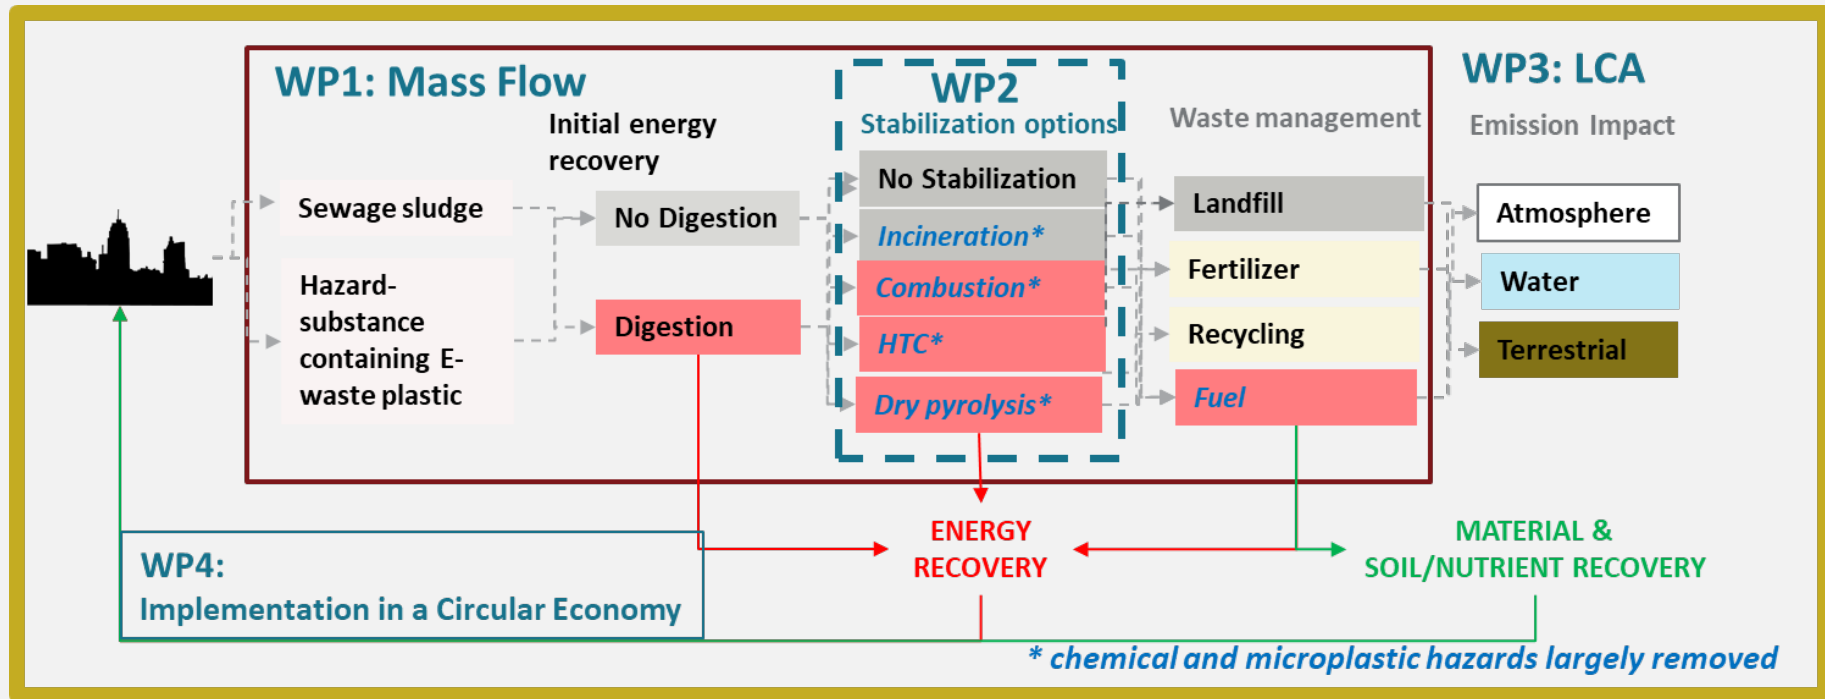 WP1: Mass Flow
WP2
WP3: LCA
Initial energy
recovery
Stabilization options
Waste management
Emission Impact
Sewage sludge
Hazard-
substance
containing E-
waste plastic
No Digestion
Digestion
No Stabilization
Incineration*
Combustion*
HTC*
Dry pyrolysis*
Landfill
Fertilizer
Recycling
Fuel
Atmosphere
Water
Terrestrial
ENERGY
RECOVERY
MATERIAL &
SOIL/NUTRIENT RECOVERY
WP4:
Implementation in a Circular Economy
* chemical and microplastic hazards largely removed